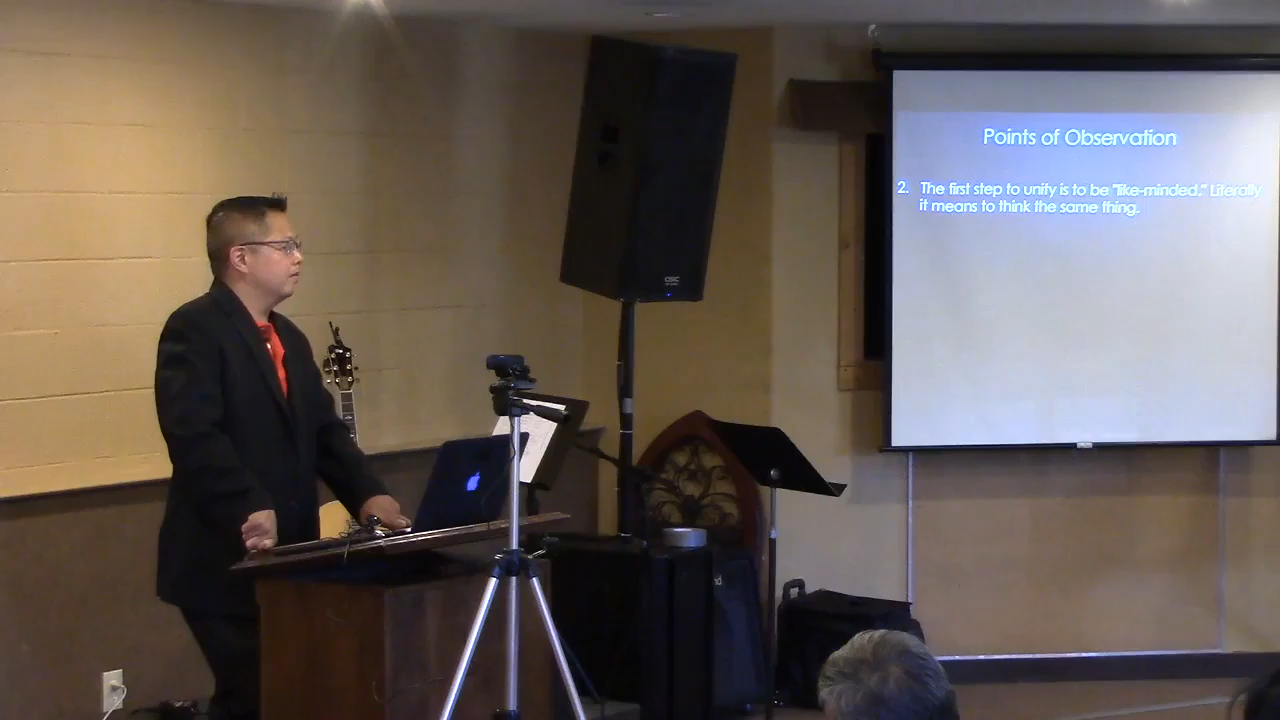 Points of Observation
2. The first step to unify is to be "like-minded." Literally
it means to think the same thing.
QSC